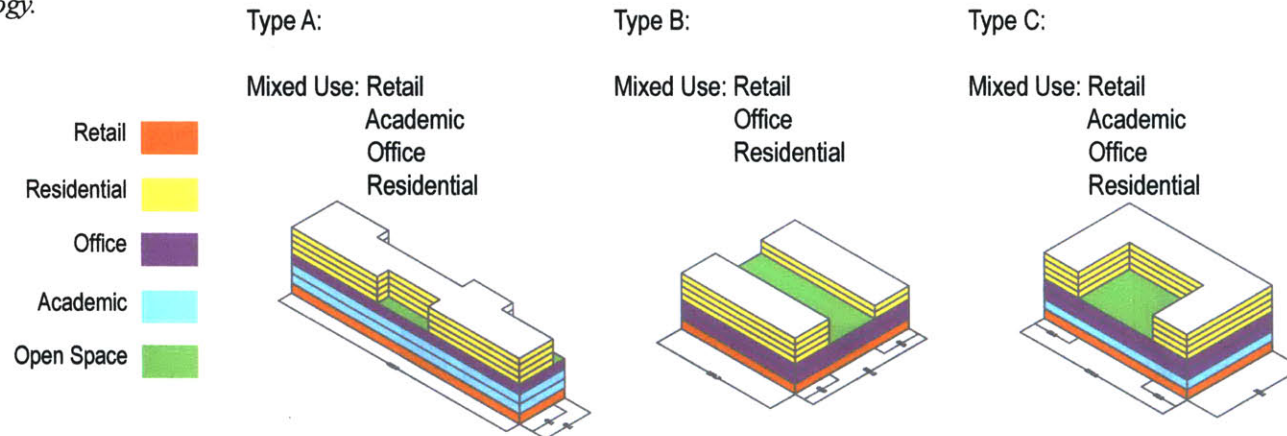 ogy.
Type A:
Mixed Use: Retail
Academic
Office
Residential
Type B:
Mixed Use: Retail
Office
Residential
Type C:
Mixed Use: Retail
Academic
Office
Residential
Retail
Residential
Office
Academic
Open Space